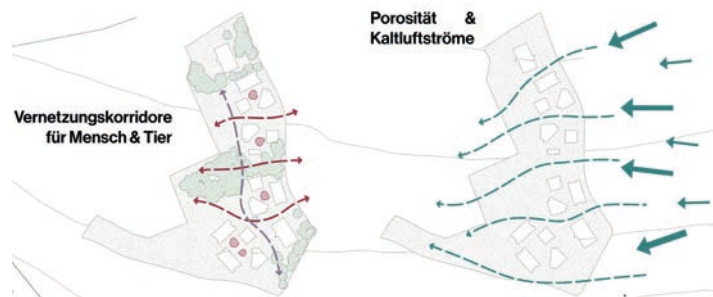 Porosität &
Kaltluftströme
Vernetzungskorridore
für Mensch & Tier